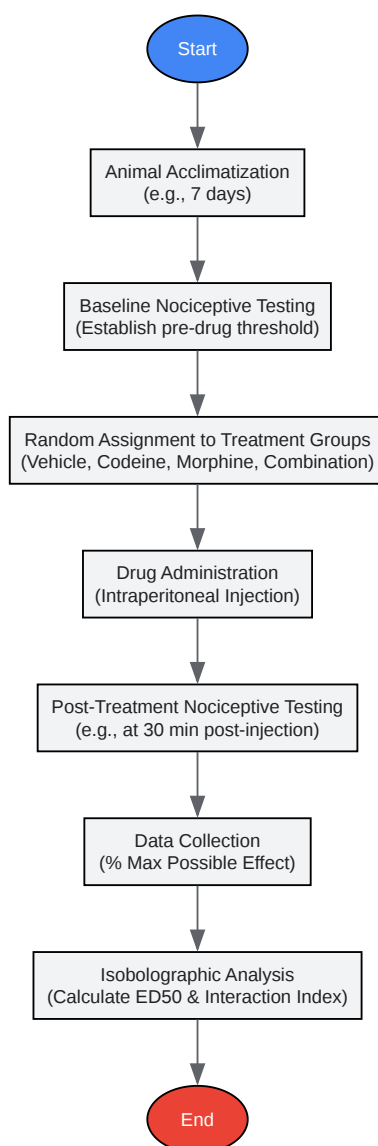 Start
Animal Acclimatization
(e.g., 7 days)
Baseline Nociceptive Testing
(Establish pre-drug threshold)
Random Assignment to Treatment Groups
(Vehicle, Codeine, Morphine, Combination)
Drug Administration
(Intraperitoneal Injection)
Post-Treatment Nociceptive Testing
(e.g., at 30 min post-injection)
Data Collection
(% Max Possible Effect)
Isobolographic Analysis
(Calculate ED50 & Interaction Index)
End